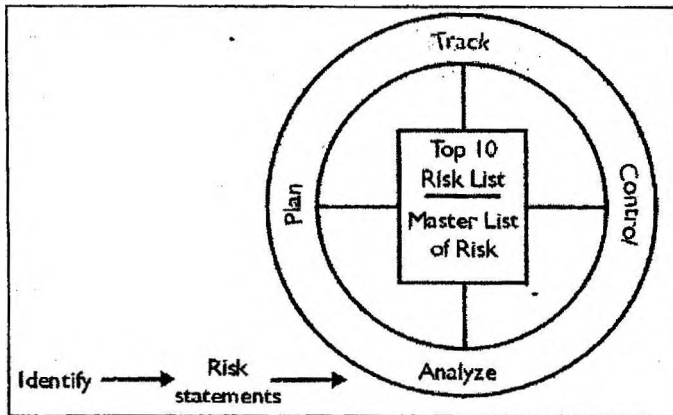 Track
Top 10
Risk List
Master List
of Risk
Plan
Control
Analyze
Identify
Risk
statements